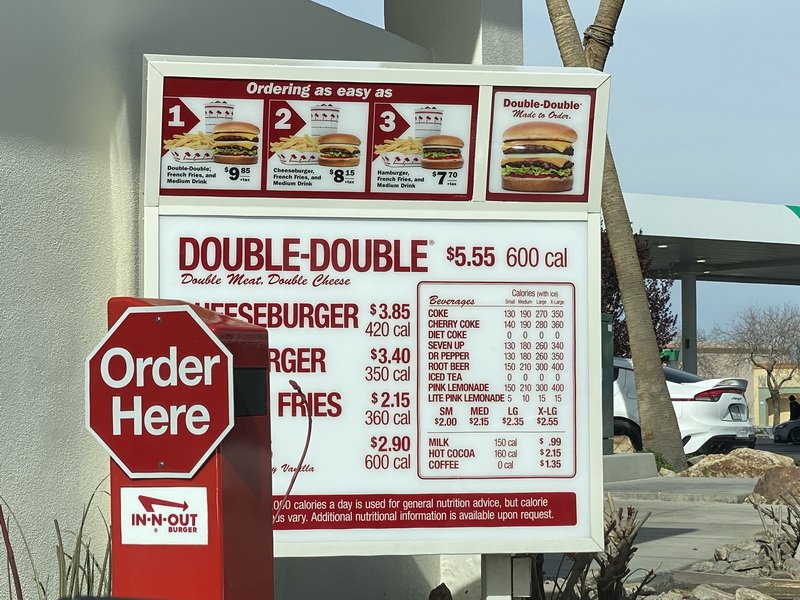 Ordering as easy as
1
Double-Double,
French Fries, and
Medium Drink
$9.85
+tax
2
Cheeseburger,
French Fries, and
Medium Drink
$8.15
+tax
3
Hamburger,
French Fries, and
Medium Drink
$7.70
+tax
Double-Double®
Made to Order.
DOUBLE-DOUBLE® $5.55 600 cal
Double Meat, Double Cheese
HEESEBURGER $3.85
420 cal
RGER $3.40
350 cal
FRIES $2.15
360 cal
$2.90
600 cal
Vanilla
Beverages Calories (with ice)
Small Medium Large X-Large
COKE 130 190 270 350
CHERRY COKE 140 190 280 360
DIET COKE 0 0 0 0
SEVEN UP 130 180 260 340
DR PEPPER 130 180 260 350
ROOT BEER 150 210 300 400
ICED TEA 0 0 0 0
PINK LEMONADE 150 210 300 400
LITE PINK LEMONADE 5 10 15 15
SM MED LG X-LG
$2.00 $2.15 $2.35 $2.55
MILK 150 cal $ .99
HOT COCOA 160 cal $2.15
COFFEE 0 cal $1.35
calories a day is used for general nutrition advice, but calorie
vary. Additional nutritional information is available upon request.
Order
Here
IN-N-OUT
BURGER